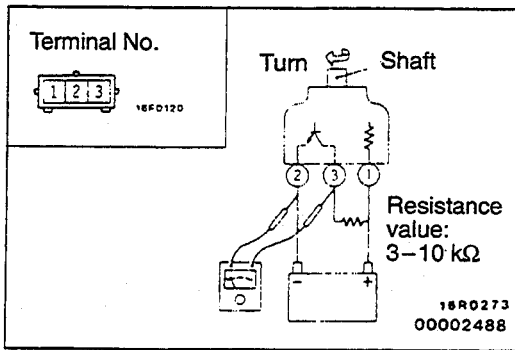 Terminal No.
1 2 3
16F0120
Turn Shaft
2 3 1
Resistance
value:
3–10 kΩ
- +
16R0273
00002488